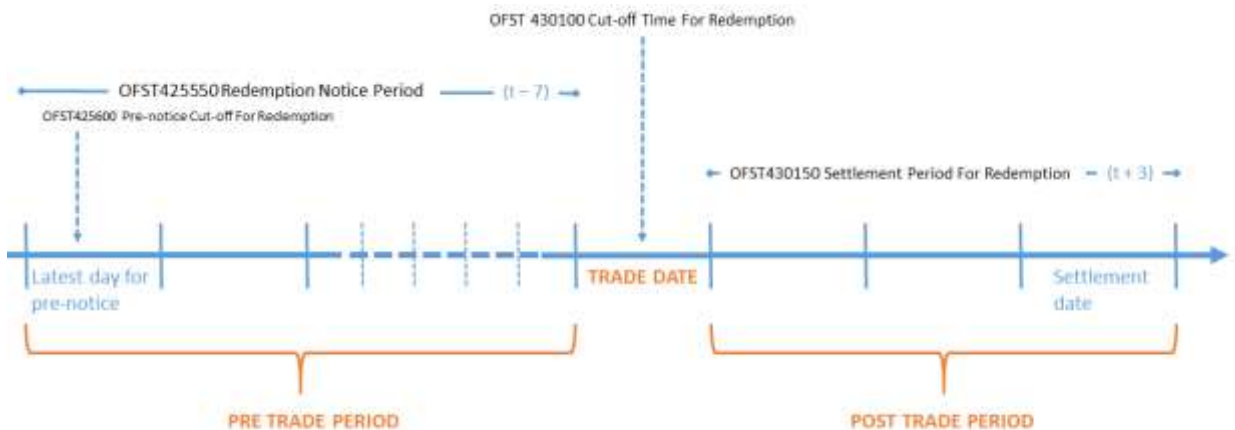 OFST 430100 Cut-off Time For Redemption
OFST425550 Redemption Notice Period (t – 7)
OFST425600 Pre-notice Cut-off For Redemption
OFST430150 Settlement Period For Redemption (t + 3)
Latest day for
pre-notice
TRADE DATE
Settlement
date
PRE TRADE PERIOD
POST TRADE PERIOD